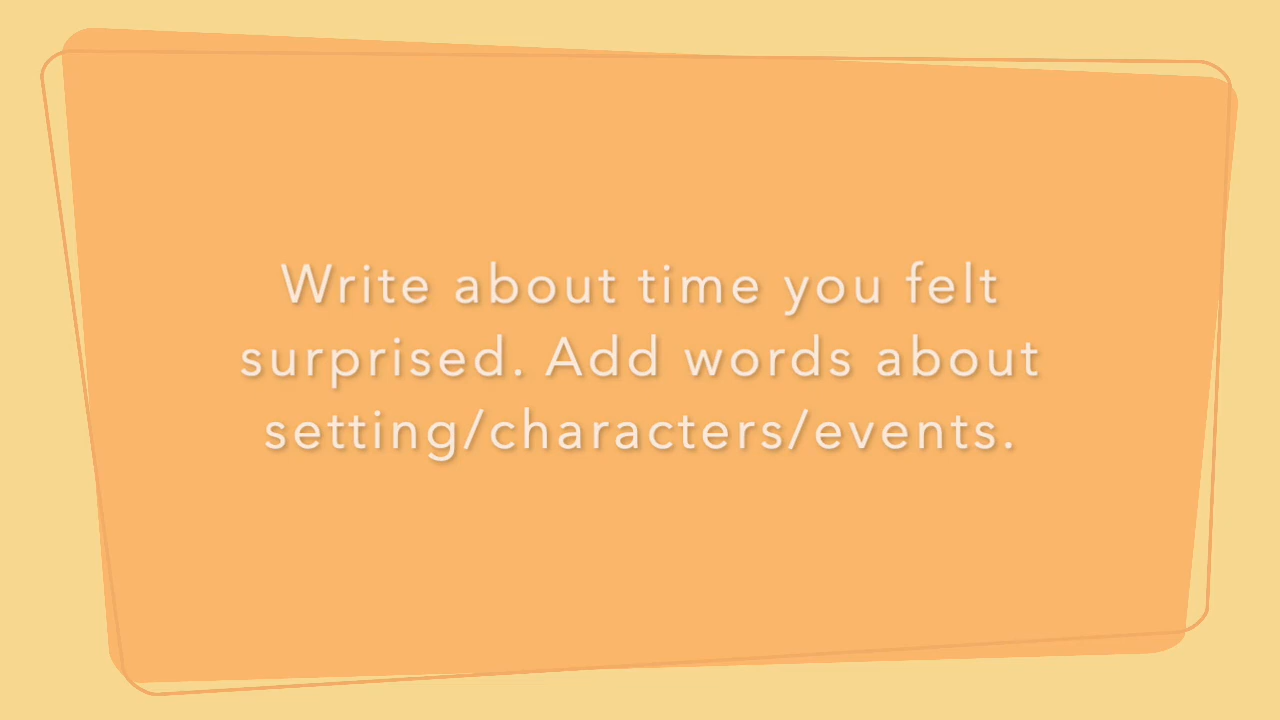 Write about time you felt
surprised. Add words about
setting/characters/events.